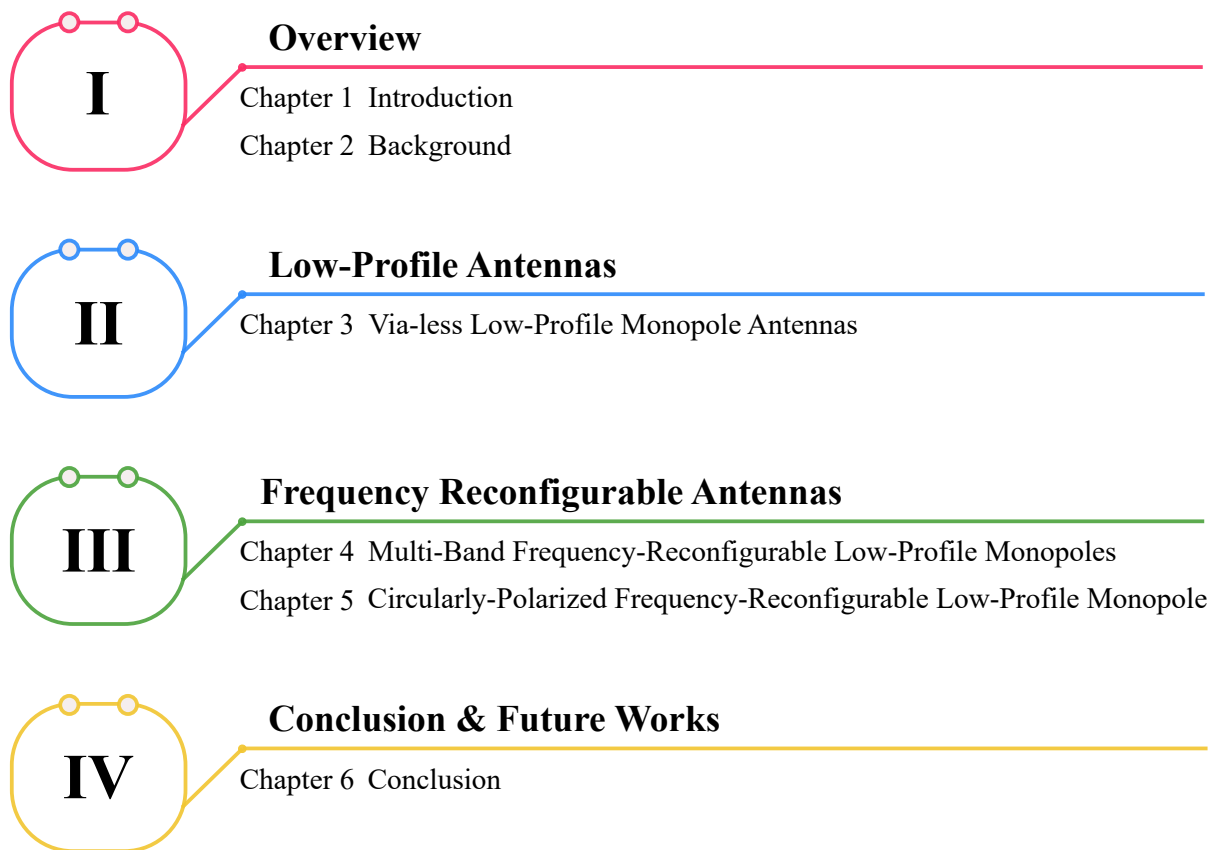 I
Overview
Chapter 1 Introduction
Chapter 2 Background
II
Low-Profile Antennas
Chapter 3 Via-less Low-Profile Monopole Antennas
III
Frequency Reconfigurable Antennas
Chapter 4 Multi-Band Frequency-Reconfigurable Low-Profile Monopoles
Chapter 5 Circularly-Polarized Frequency-Reconfigurable Low-Profile Monopole
IV
Conclusion & Future Works
Chapter 6 Conclusion